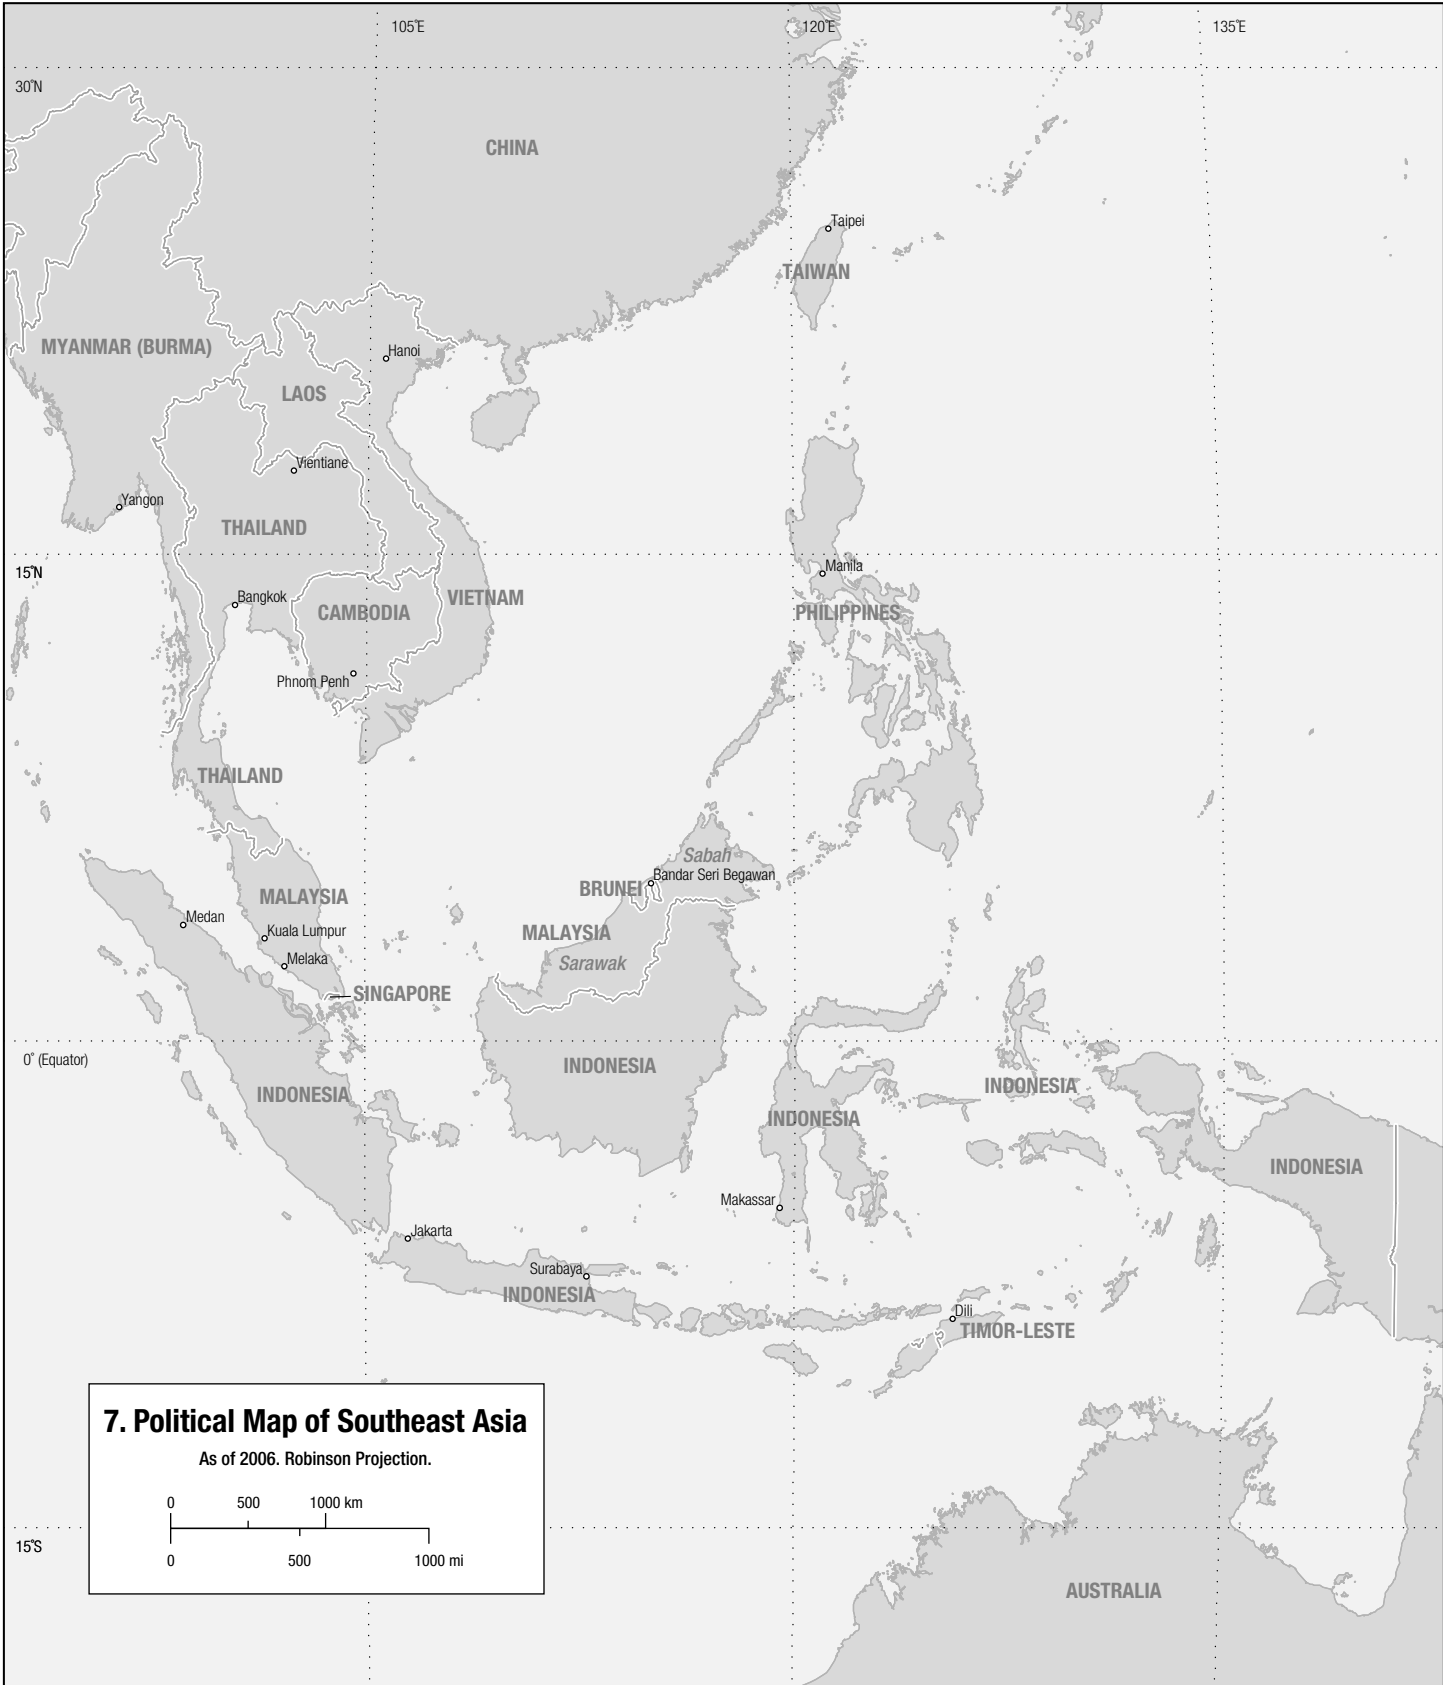 105°E
120°E
135°E
30°N
CHINA
Taipei
TAIWAN
MYANMAR (BURMA)
Hanoi
LAOS
Vientiane
Yangon
THAILAND
15°N
Manila
Bangkok
CAMBODIA
VIETNAM
PHILIPPINES
Phnom Penh
THAILAND
Sabah
Bandar Seri Begawan
BRUNEI
MALAYSIA
Medan
Kuala Lumpur
MALAYSIA
Melaka
Sarawak
SINGAPORE
0° (Equator)
INDONESIA
INDONESIA
INDONESIA
INDONESIA
INDONESIA
Makassar
Jakarta
Surabaya
INDONESIA
Dili
TIMOR-LESTE
7. Political Map of Southeast Asia
As of 2006. Robinson Projection.
0 500 1000 km
0 500 1000 mi
15°S
AUSTRALIA
INDONESIA